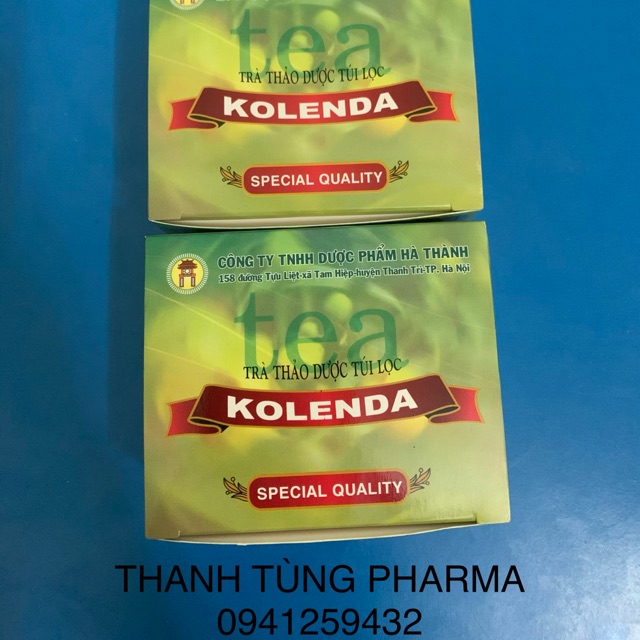 tea
TRÀ THẢO DƯỢC TÚI LỌC
KOLENDA
SPECIAL QUALITY
CÔNG TY TNHH DƯỢC PHẨM HÀ THÀNH
158 đường Tựu Liệt-xã Tam Hiệp-huyện Thanh Trì-TP. Hà Nội
tea
TRÀ THẢO DƯỢC TÚI LỌC
KOLENDA
SPECIAL QUALITY
THANH TÙNG PHARMA
0941259432